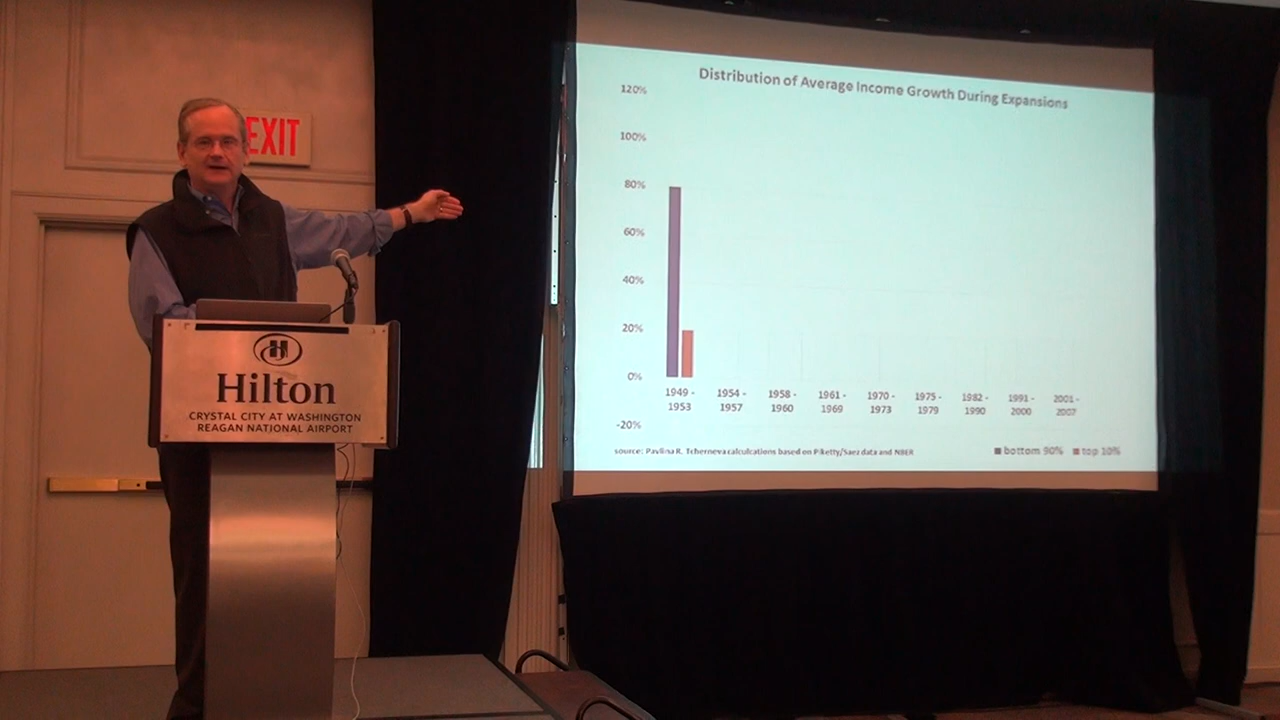 EXIT
Hilton
CRYSTAL CITY AT WASHINGTON
REAGAN NATIONAL AIRPORT
Distribution of Average Income Growth During Expansions
120%
100%
80%
60%
40%
20%
0%
-20%
1949 - 1954 - 1958 - 1961 - 1970 - 1975 - 1982 - 1991 - 2001 -
1953 1957 1960 1969 1973 1979 1990 2000 2007
source: Pavlina R. Tcherneva calculcations based on Piketty/Saez data and NBER
bottom 90% top 10%